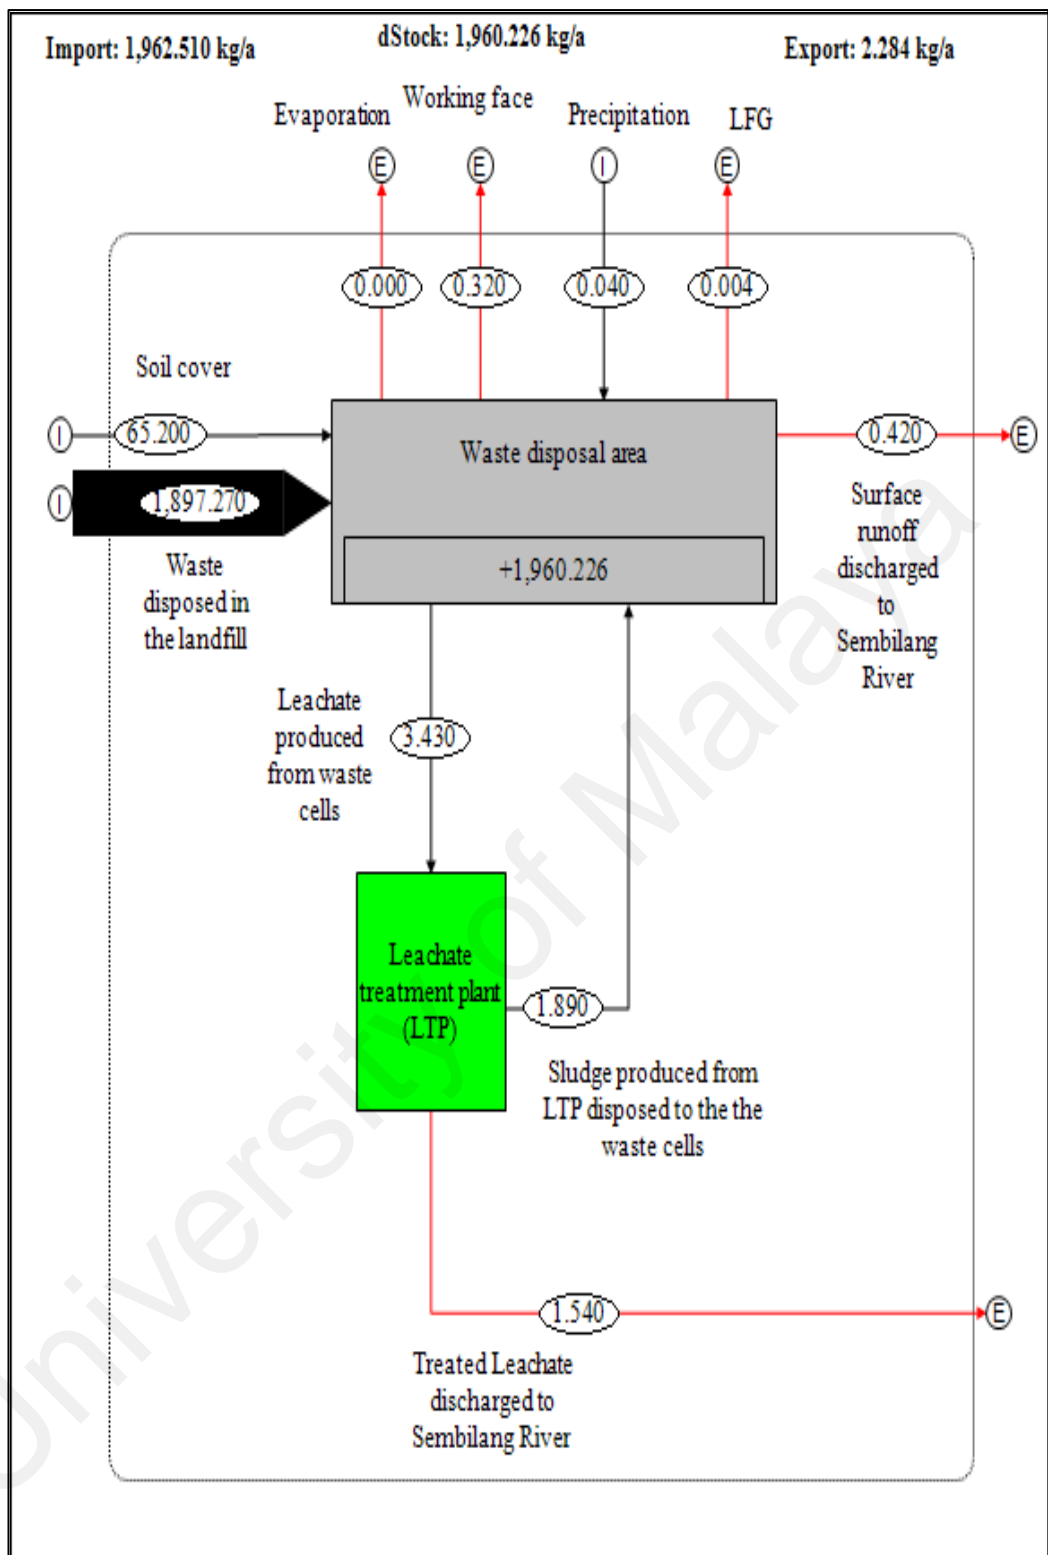 Import: 1,962.510 kg/a
dStock: 1,960.226 kg/a
Export: 2.284 kg/a
Evaporation
Working face
Precipitation
LFG
E
E
I
E
0.000
0.320
0.040
0.004
Soil cover
I
65.200
Waste disposal area
0.420
E
I
1,897.270
Surface
runoff
discharged
to
Sembilang
River
Waste
disposed in
the landfill
+1,960.226
Leachate
produced
from waste
cells
3.430
Leachate
treatment plant
(LTP)
1.890
Sludge produced from
LTP disposed to the the
waste cells
1.540
E
Treated Leachate
discharged to
Sembilang River
University of Malaya